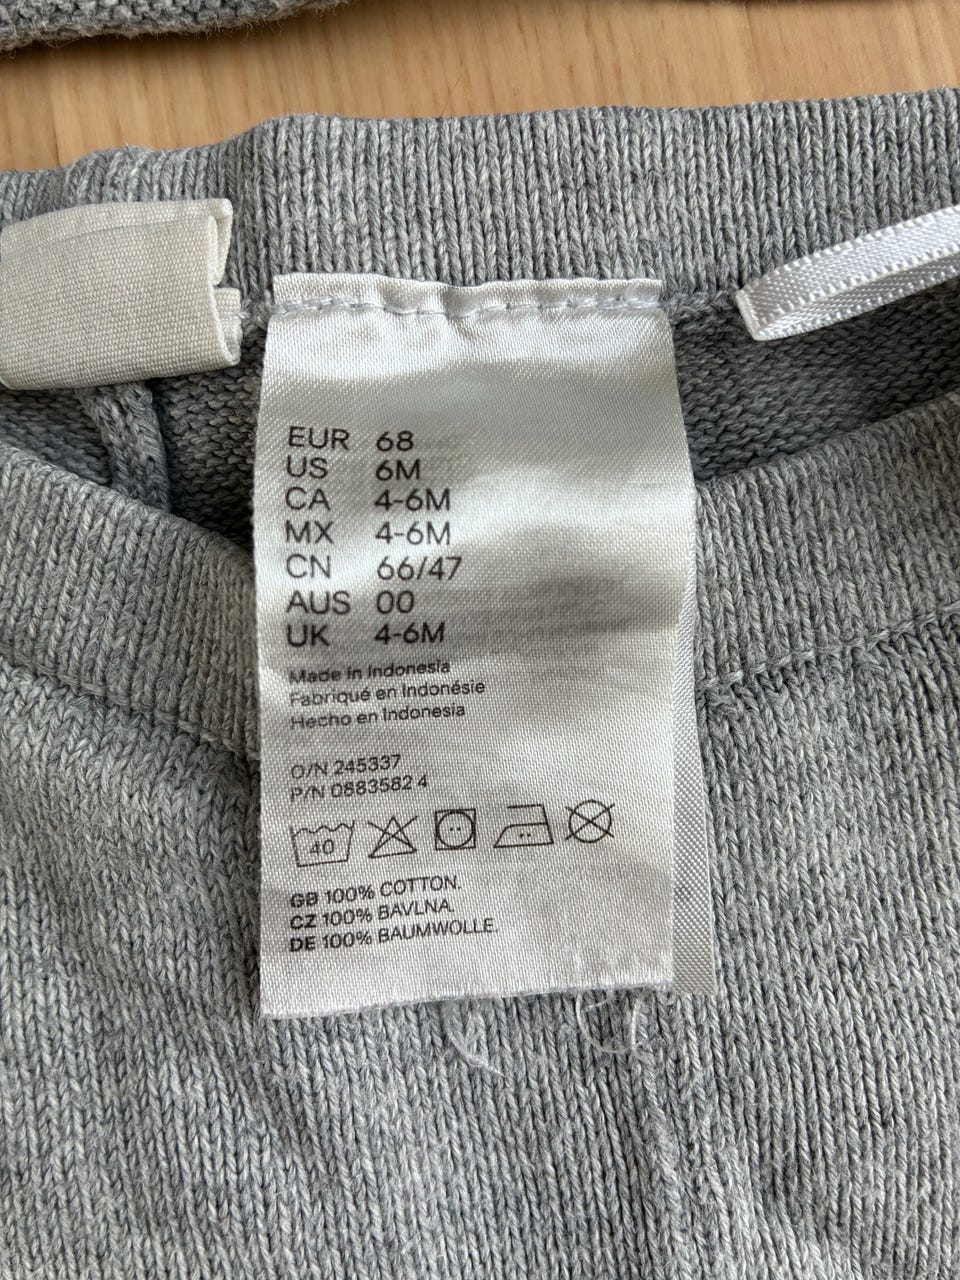 EUR 68
US 6M
CA 4-6M
MX 4-6M
CN 66/47
AUS 00
UK 4-6M
Made in Indonesia
Fabriqué en Indonésie
Hecho en Indonesia
O/N 245337
P/N 0883582 4
40
GB 100% COTTON.
CZ 100% BAVLNA.
DE 100% BAUMWOLLE.